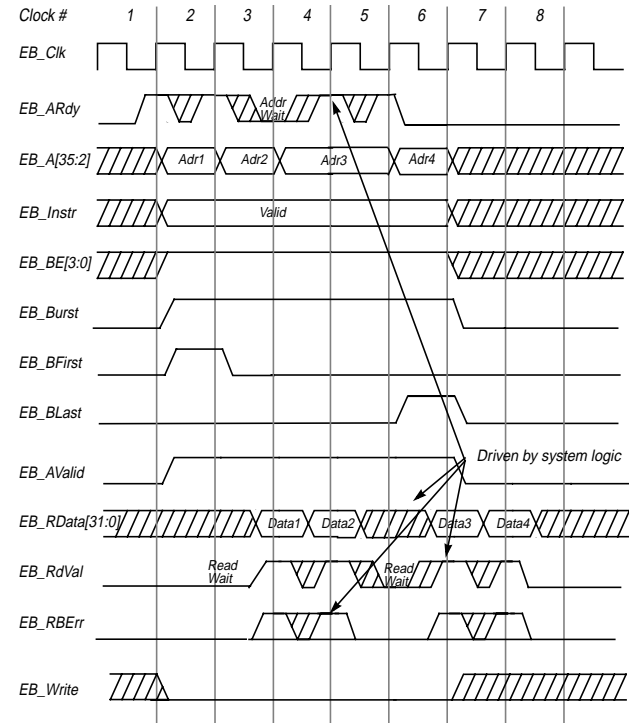 Clock # 1 2 3 4 5 6 7 8
EB_Clk
EB_ARdy
Addr
Wait
EB_A[35:2] Adr1 Adr2 Adr3 Adr4
EB_Instr Valid
EB_BE[3:0]
EB_Burst
EB_BFirst
EB_BLast
Driven by system logic
EB_AValid
EB_RData[31:0] Data1 Data2 Data3 Data4
EB_RdVal
Read
Wait
Read
Wait
EB_RBErr
EB_Write